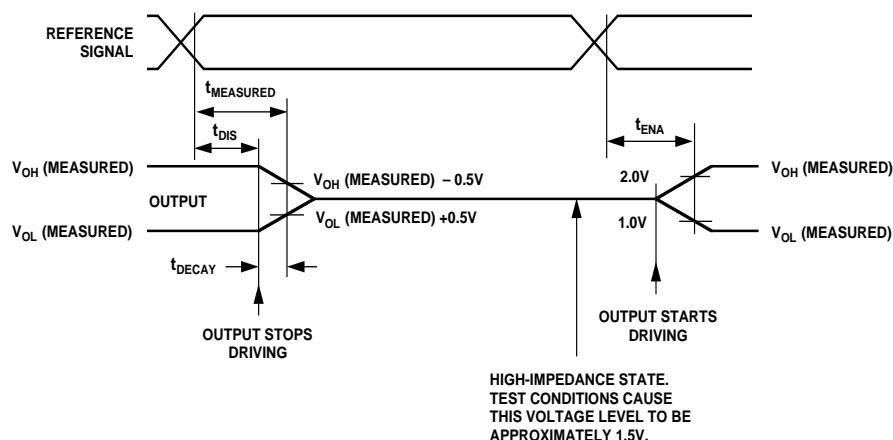 REFERENCE
SIGNAL
tMEASURED
tDIS
tENA
VOH (MEASURED)
VOH (MEASURED) – 0.5V
2.0V
VOH (MEASURED)
OUTPUT
VOL (MEASURED) +0.5V
1.0V
VOL (MEASURED)
VOL (MEASURED)
tDECAY
OUTPUT STOPS
DRIVING
OUTPUT STARTS
DRIVING
HIGH-IMPEDANCE STATE.
TEST CONDITIONS CAUSE
THIS VOLTAGE LEVEL TO BE
APPROXIMATELY 1.5V.